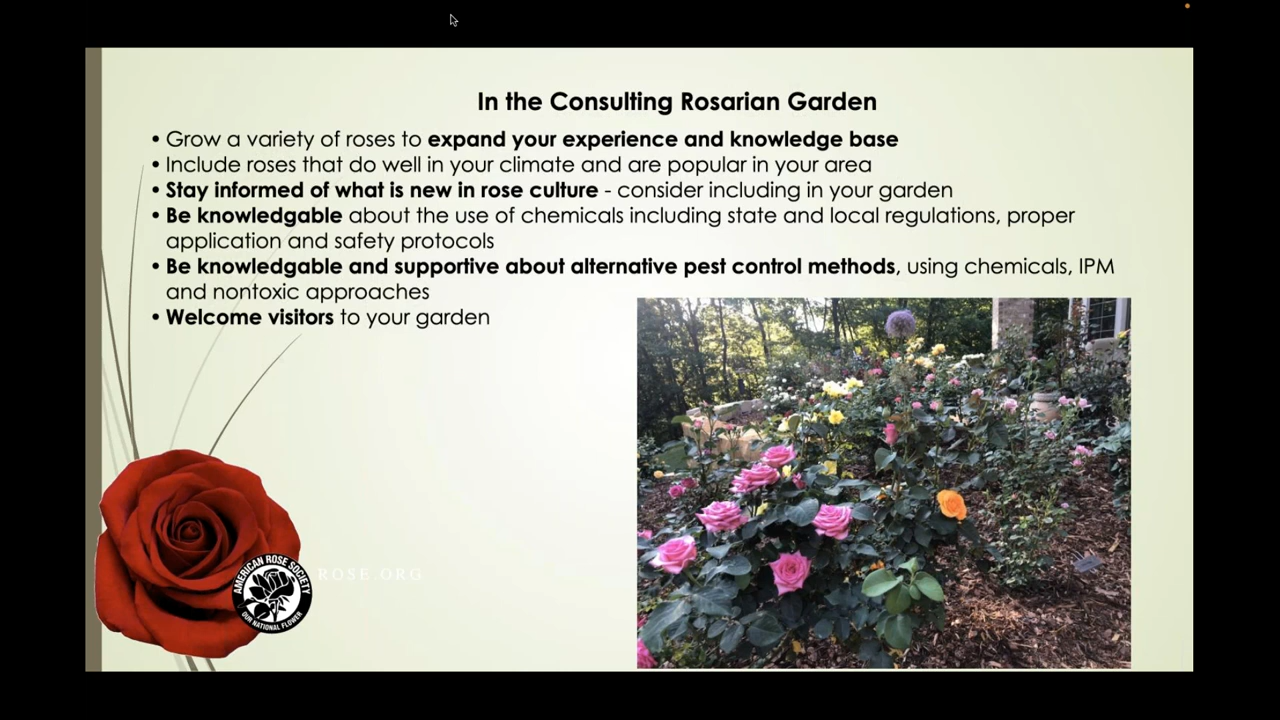 In the Consulting Rosarian Garden
• Grow a variety of roses to expand your experience and knowledge base
• Include roses that do well in your climate and are popular in your area
• Stay informed of what is new in rose culture - consider including in your garden
• Be knowledgable about the use of chemicals including state and local regulations, proper
application and safety protocols
• Be knowledgable and supportive about alternative pest control methods, using chemicals, IPM
and nontoxic approaches
• Welcome visitors to your garden
AMERICAN ROSE SOCIETY
OUR NATIONAL FLOWER
ROSE.ORG